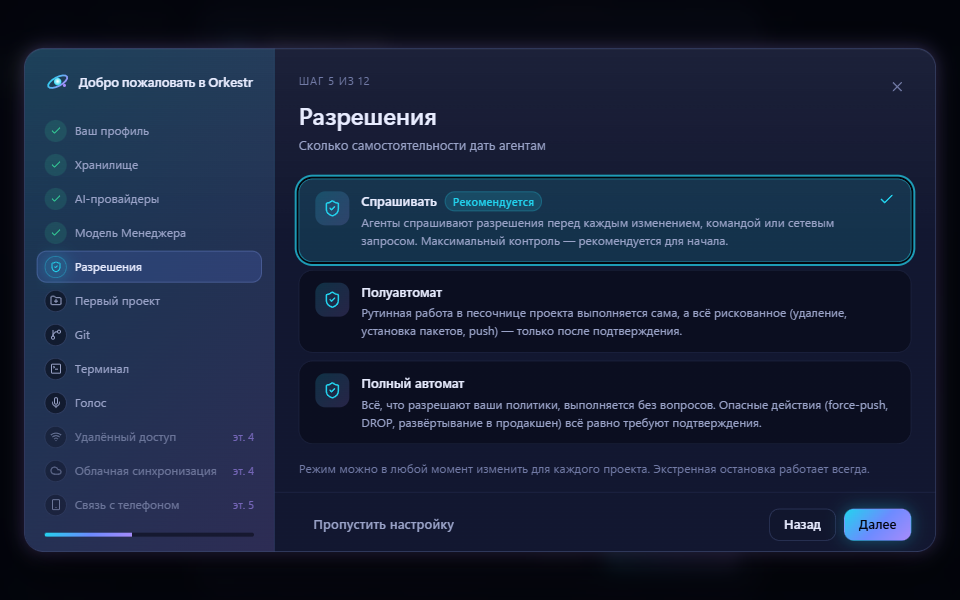 Добро пожаловать в Orkestr
Ваш профиль
Хранилище
AI-провайдеры
Модель Менеджера
Разрешения
Первый проект
Git
Терминал
Голос
Удалённый доступ эт. 4
Облачная синхронизация эт. 4
Связь с телефоном эт. 5
ШАГ 5 ИЗ 12
Разрешения
Сколько самостоятельности дать агентам
Спрашивать Рекомендуется
Агенты спрашивают разрешения перед каждым изменением, командой или сетевым
запросом. Максимальный контроль — рекомендуется для начала.
Полуавтомат
Рутинная работа в песочнице проекта выполняется сама, а всё рискованное (удаление,
установка пакетов, push) — только после подтверждения.
Полный автомат
Всё, что разрешают ваши политики, выполняется без вопросов. Опасные действия (force-push,
DROP, развёртывание в продакшен) всё равно требуют подтверждения.
Режим можно в любой момент изменить для каждого проекта. Экстренная остановка работает всегда.
Пропустить настройку
Назад
Далее